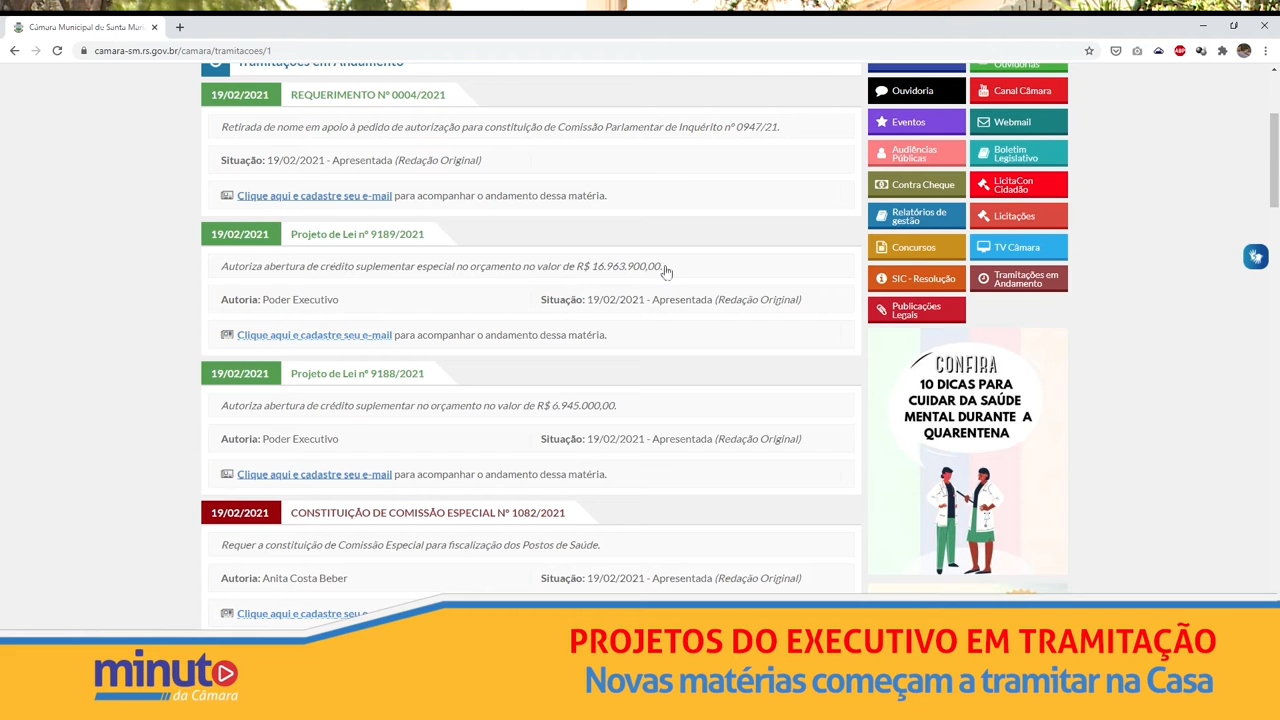 Câmara Municipal de Santa Mari
camara-sm.rs.gov.br/camara/tramitacoes/1
Tramitações em Andamento
19/02/2021 REQUERIMENTO Nº 0004/2021
Retirada de nome em apoio à pedido de autorização para constituição de Comissão Parlamentar de Inquérito nº 0947/21.
Situação: 19/02/2021 - Apresentada (Redação Original)
Clique aqui e cadastre seu e-mail para acompanhar o andamento dessa matéria.
19/02/2021 Projeto de Lei nº 9189/2021
Autoriza abertura de crédito suplementar especial no orçamento no valor de R$ 16.963.900,00.
Autoria: Poder Executivo Situação: 19/02/2021 - Apresentada (Redação Original)
Clique aqui e cadastre seu e-mail para acompanhar o andamento dessa matéria.
19/02/2021 Projeto de Lei nº 9188/2021
Autoriza abertura de crédito suplementar no orçamento no valor de R$ 6.945.000,00.
Autoria: Poder Executivo Situação: 19/02/2021 - Apresentada (Redação Original)
Clique aqui e cadastre seu e-mail para acompanhar o andamento dessa matéria.
19/02/2021 CONSTITUIÇÃO DE COMISSÃO ESPECIAL Nº 1082/2021
Requer a constituição de Comissão Especial para fiscalização dos Postos de Saúde.
Autoria: Anita Costa Beber Situação: 19/02/2021 - Apresentada (Redação Original)
Clique aqui e cadastre seu e
Ouvidorias
Ouvidoria Canal Câmara
Eventos Webmail
Audiências
Públicas
Boletim
Legislativo
Contra Cheque
LicitaCon
Cidadão
Relatórios de
gestão
Licitações
Concursos TV Câmara
SIC - Resolução
Tramitações em
Andamento
Publicações
Legais
CONFIRA
10 DICAS PARA
CUIDAR DA SAÚDE
MENTAL DURANTE A
QUARENTENA
ABP
minuto
da Câmara
PROJETOS DO EXECUTIVO EM TRAMITAÇÃO
Novas matérias começam a tramitar na Casa